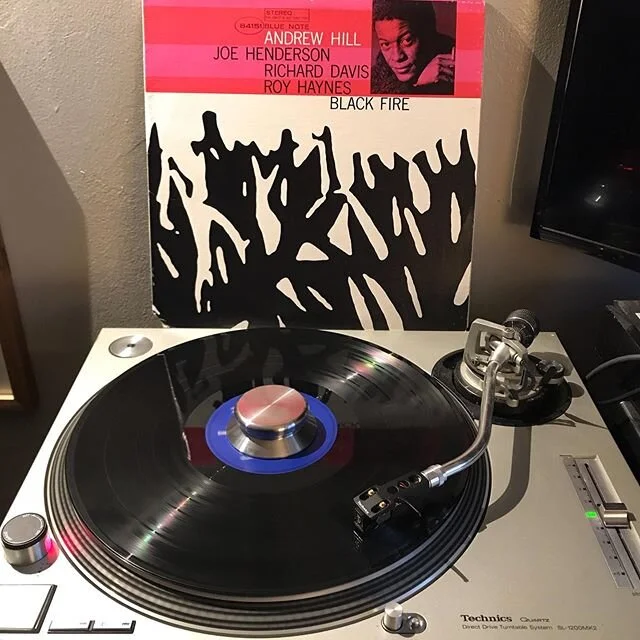 STEREO
84151 BLUE NOTE
ANDREW HILL
JOE HENDERSON
RICHARD DAVIS
ROY HAYNES
BLACK FIRE
Technics Quartz
Direct Drive Turntable System SL-1200MK2